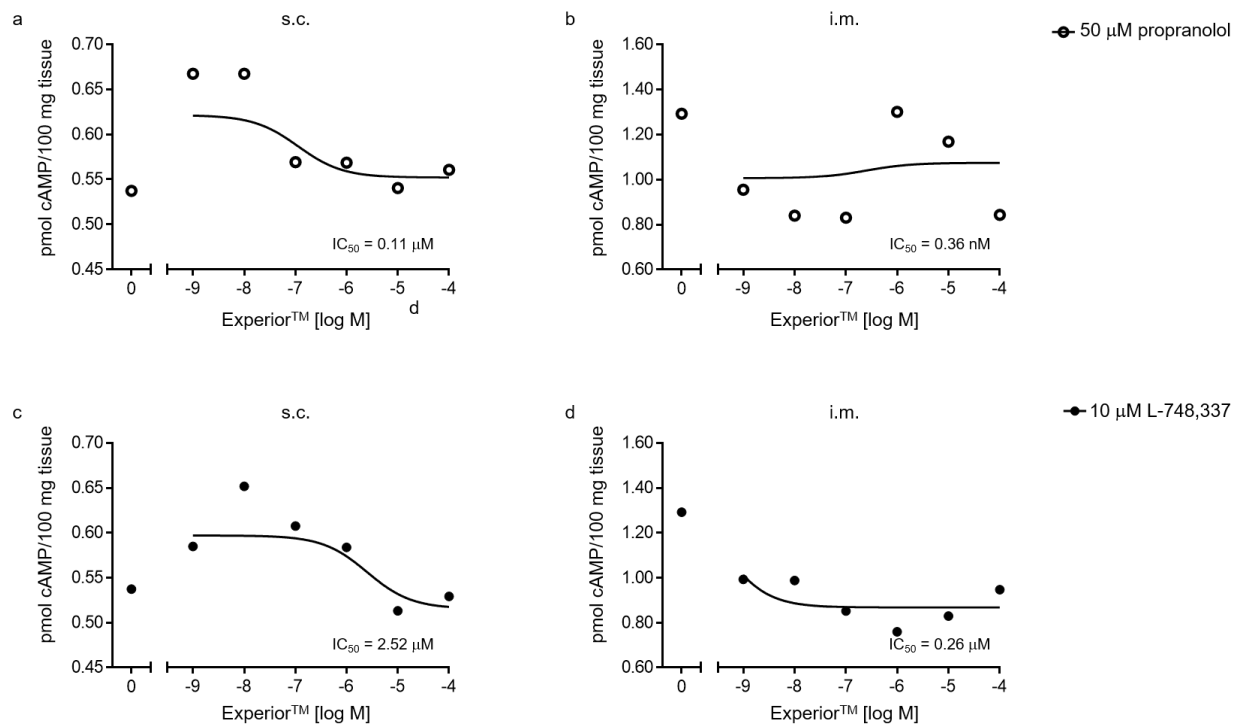 a
s.c.
b
i.m.
50 μM propranolol
pmol cAMP/100 mg tissue
0.70
0.65
0.60
0.55
0.50
0.45
IC50 = 0.11 μM
0 -9 -8 -7 -6 -5 -4
Experior™ [log M]
d
pmol cAMP/100 mg tissue
1.60
1.40
1.20
1.00
0.80
0.60
IC50 = 0.36 nM
0 -9 -8 -7 -6 -5 -4
Experior™ [log M]
c
s.c.
d
i.m.
10 μM L-748,337
pmol cAMP/100 mg tissue
0.70
0.65
0.60
0.55
0.50
0.45
IC50 = 2.52 μM
0 -9 -8 -7 -6 -5 -4
Experior™ [log M]
pmol cAMP/100 mg tissue
1.60
1.40
1.20
1.00
0.80
0.60
IC50 = 0.26 μM
0 -9 -8 -7 -6 -5 -4
Experior™ [log M]